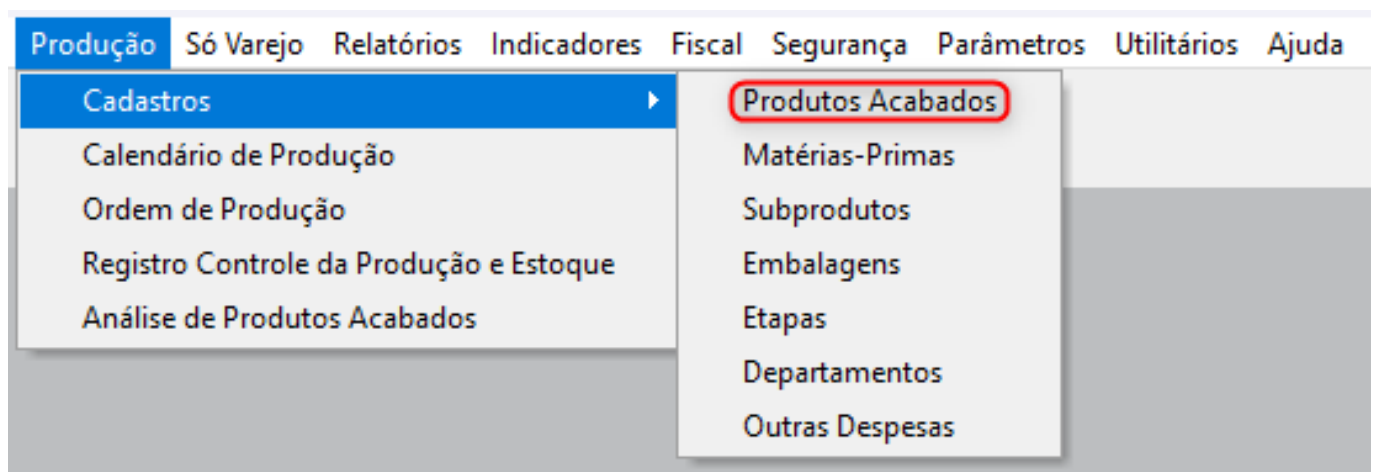 Produção Só Varejo Relatórios Indicadores Fiscal Segurança Parâmetros Utilitários Ajuda
Cadastros
Calendário de Produção
Ordem de Produção
Registro Controle da Produção e Estoque
Análise de Produtos Acabados
Produtos Acabados
Matérias-Primas
Subprodutos
Embalagens
Etapas
Departamentos
Outras Despesas